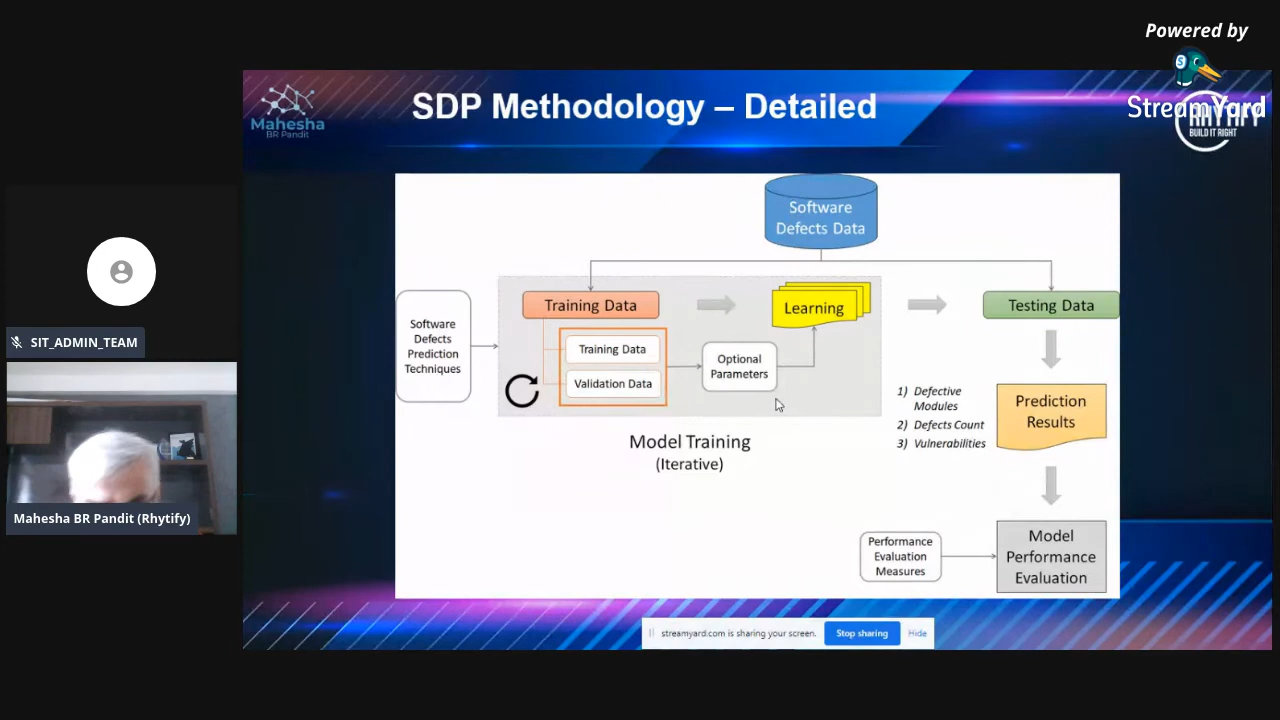 Powered by
StreamYard
Mahesha
BR Pandit
SDP Methodology – Detailed
BUILD IT RIGHT
Software
Defects Data
Training Data
Learning
Testing Data
Software
Defects
Prediction
Techniques
Training Data
Validation Data
Optional
Parameters
1) Defective
Modules
2) Defects Count
3) Vulnerabilities
Prediction
Results
Model Training
(Iterative)
Performance
Evaluation
Measures
Model
Performance
Evaluation
SIT_ADMIN_TEAM
Mahesha BR Pandit (Rhytify)
streamyard.com is sharing your screen.
Stop sharing
Hide